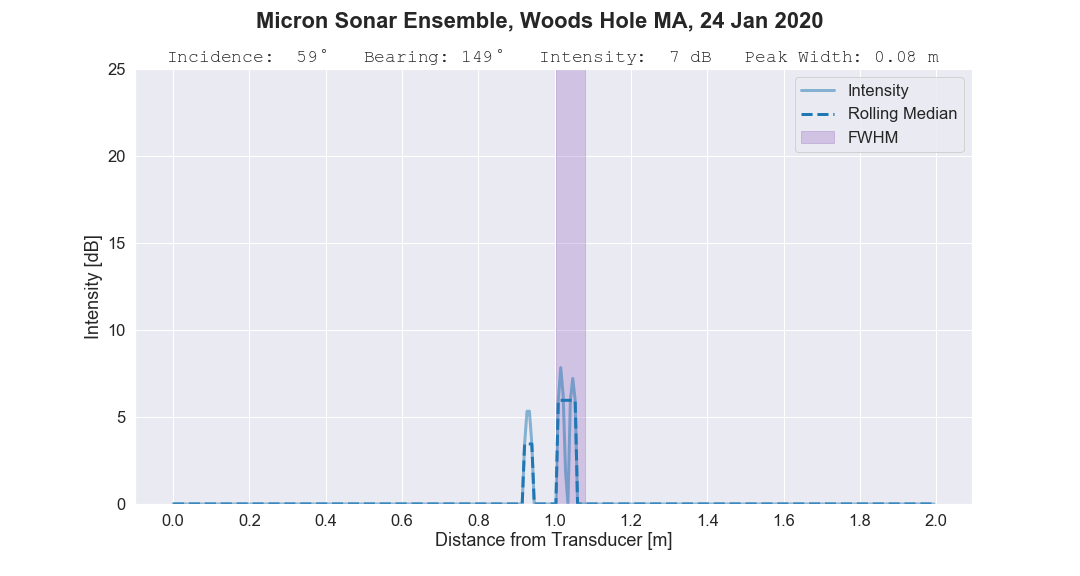 Micron Sonar Ensemble, Woods Hole MA, 24 Jan 2020
Incidence:  59°   Bearing: 149°   Intensity:  7 dB   Peak Width: 0.08 m
25
20
15
10
5
0
Intensity [dB]
Intensity
Rolling Median
FWHM
0.0 0.2 0.4 0.6 0.8 1.0 1.2 1.4 1.6 1.8 2.0
Distance from Transducer [m]